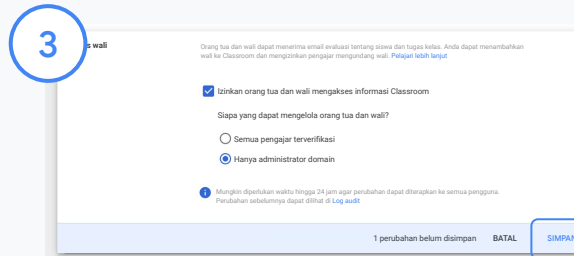 3
s wali
Orang tua dan wali dapat menerima email evaluasi tentang siswa dan tugas kelas. Anda dapat menambahkan
wali ke Classroom dan mengizinkan pengajar mengundang wali. Pelajari lebih lanjut
Izinkan orang tua dan wali mengakses informasi Classroom
Siapa yang dapat mengelola orang tua dan wali?
Semua pengajar terverifikasi
Hanya administrator domain
Mungkin diperlukan waktu hingga 24 jam agar perubahan dapat diterapkan ke semua pengguna.
Perubahan sebelumnya dapat dilihat di Log audit
1 perubahan belum disimpan BATAL SIMPAN